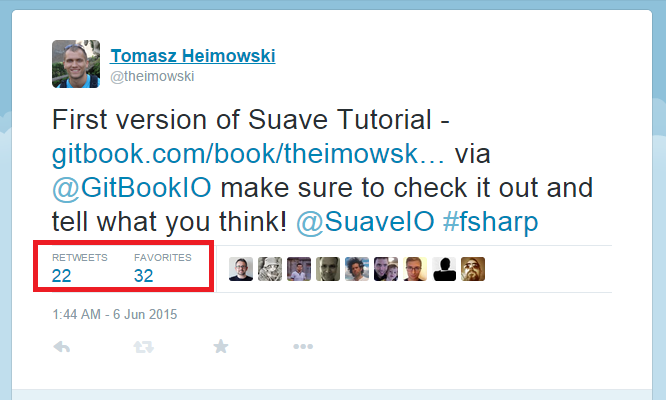 Tomasz Heimowski
@theimowski
First version of Suave Tutorial -
gitbook.com/book/theimowsk… via
@GitBookIO make sure to check it out and
tell what you think! @SuaveIO #fsharp
RETWEETS FAVORITES
22 32
1:44 AM - 6 Jun 2015